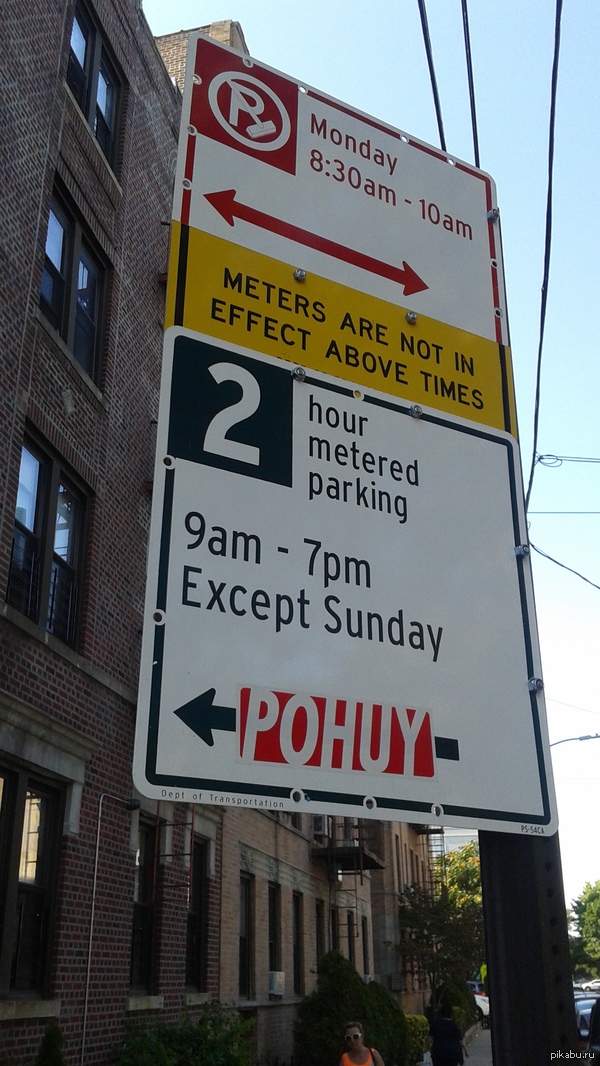 P
Monday
8:30am - 10am
METERS ARE NOT IN
EFFECT ABOVE TIMES
2
hour
metered
parking
9am - 7pm
Except Sunday
POHUY
Dept of Transportation
PS-54CA
pikabu.ru